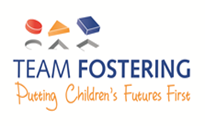 TEAM FOSTERING
Putting Children's Futures First